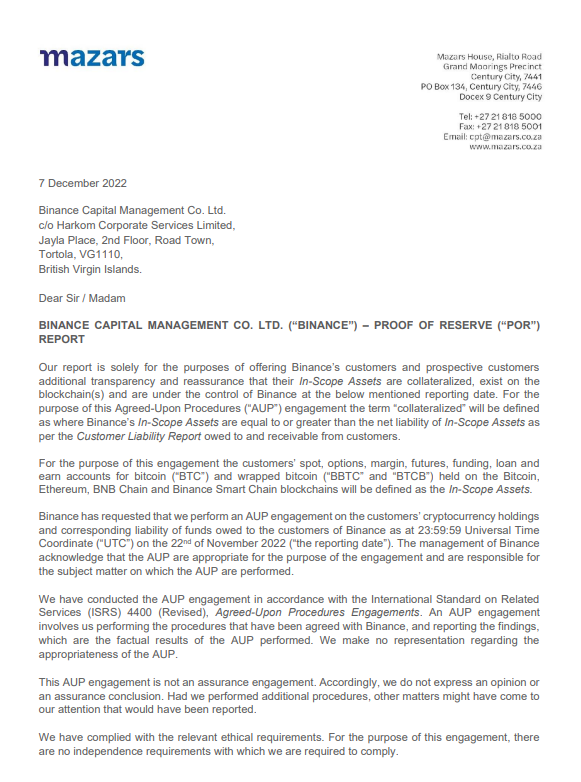 mazars
Mazars House, Rialto Road
Grand Moorings Precinct
Century City, 7441
PO Box 134, Century City, 7446
Docex 9 Century City
Tel: +27 21 818 5000
Fax: +27 21 818 5001
Email: cpt@mazars.co.za
www.mazars.co.za
7 December 2022
Binance Capital Management Co. Ltd.
c/o Harkom Corporate Services Limited,
Jayla Place, 2nd Floor, Road Town,
Tortola, VG1110,
British Virgin Islands.
Dear Sir / Madam
BINANCE CAPITAL MANAGEMENT CO. LTD. (“BINANCE”) – PROOF OF RESERVE (“POR”)
REPORT
Our report is solely for the purposes of offering Binance’s customers and prospective customers
additional transparency and reassurance that their In-Scope Assets are collateralized, exist on the
blockchain(s) and are under the control of Binance at the below mentioned reporting date. For the
purpose of this Agreed-Upon Procedures (“AUP”) engagement the term “collateralized” will be defined
as where Binance’s In-Scope Assets are equal to or greater than the net liability of In-Scope Assets as
per the Customer Liability Report owed to and receivable from customers.
For the purpose of this engagement the customers’ spot, options, margin, futures, funding, loan and
earn accounts for bitcoin (“BTC”) and wrapped bitcoin (“BBTC” and “BTCB”) held on the Bitcoin,
Ethereum, BNB Chain and Binance Smart Chain blockchains will be defined as the In-Scope Assets.
Binance has requested that we perform an AUP engagement on the customers’ cryptocurrency holdings
and corresponding liability of funds owed to the customers of Binance as at 23:59:59 Universal Time
Coordinate (“UTC”) on the 22nd of November 2022 (“the reporting date”). The management of Binance
acknowledge that the AUP are appropriate for the purpose of the engagement and are responsible for
the subject matter on which the AUP are performed.
We have conducted the AUP engagement in accordance with the International Standard on Related
Services (ISRS) 4400 (Revised), Agreed-Upon Procedures Engagements. An AUP engagement
involves us performing the procedures that have been agreed with Binance, and reporting the findings,
which are the factual results of the AUP performed. We make no representation regarding the
appropriateness of the AUP.
This AUP engagement is not an assurance engagement. Accordingly, we do not express an opinion or
an assurance conclusion. Had we performed additional procedures, other matters might have come to
our attention that would have been reported.
We have complied with the relevant ethical requirements. For the purpose of this engagement, there
are no independence requirements with which we are required to comply.